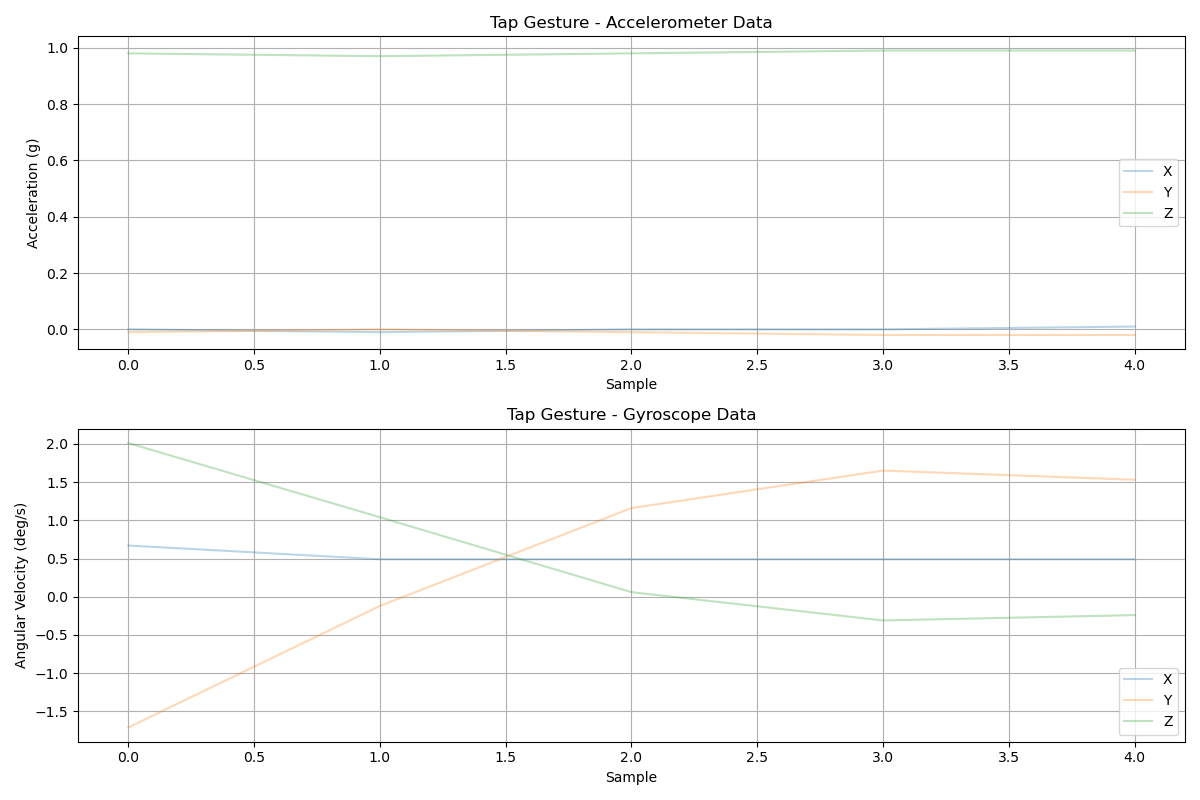 Tap Gesture - Accelerometer Data
1.0
0.8
0.6
0.4
0.2
0.0
Acceleration (g)
X
Y
Z
0.0 0.5 1.0 1.5 2.0 2.5 3.0 3.5 4.0
Sample
Tap Gesture - Gyroscope Data
2.0
1.5
1.0
0.5
0.0
−0.5
−1.0
−1.5
Angular Velocity (deg/s)
X
Y
Z
0.0 0.5 1.0 1.5 2.0 2.5 3.0 3.5 4.0
Sample